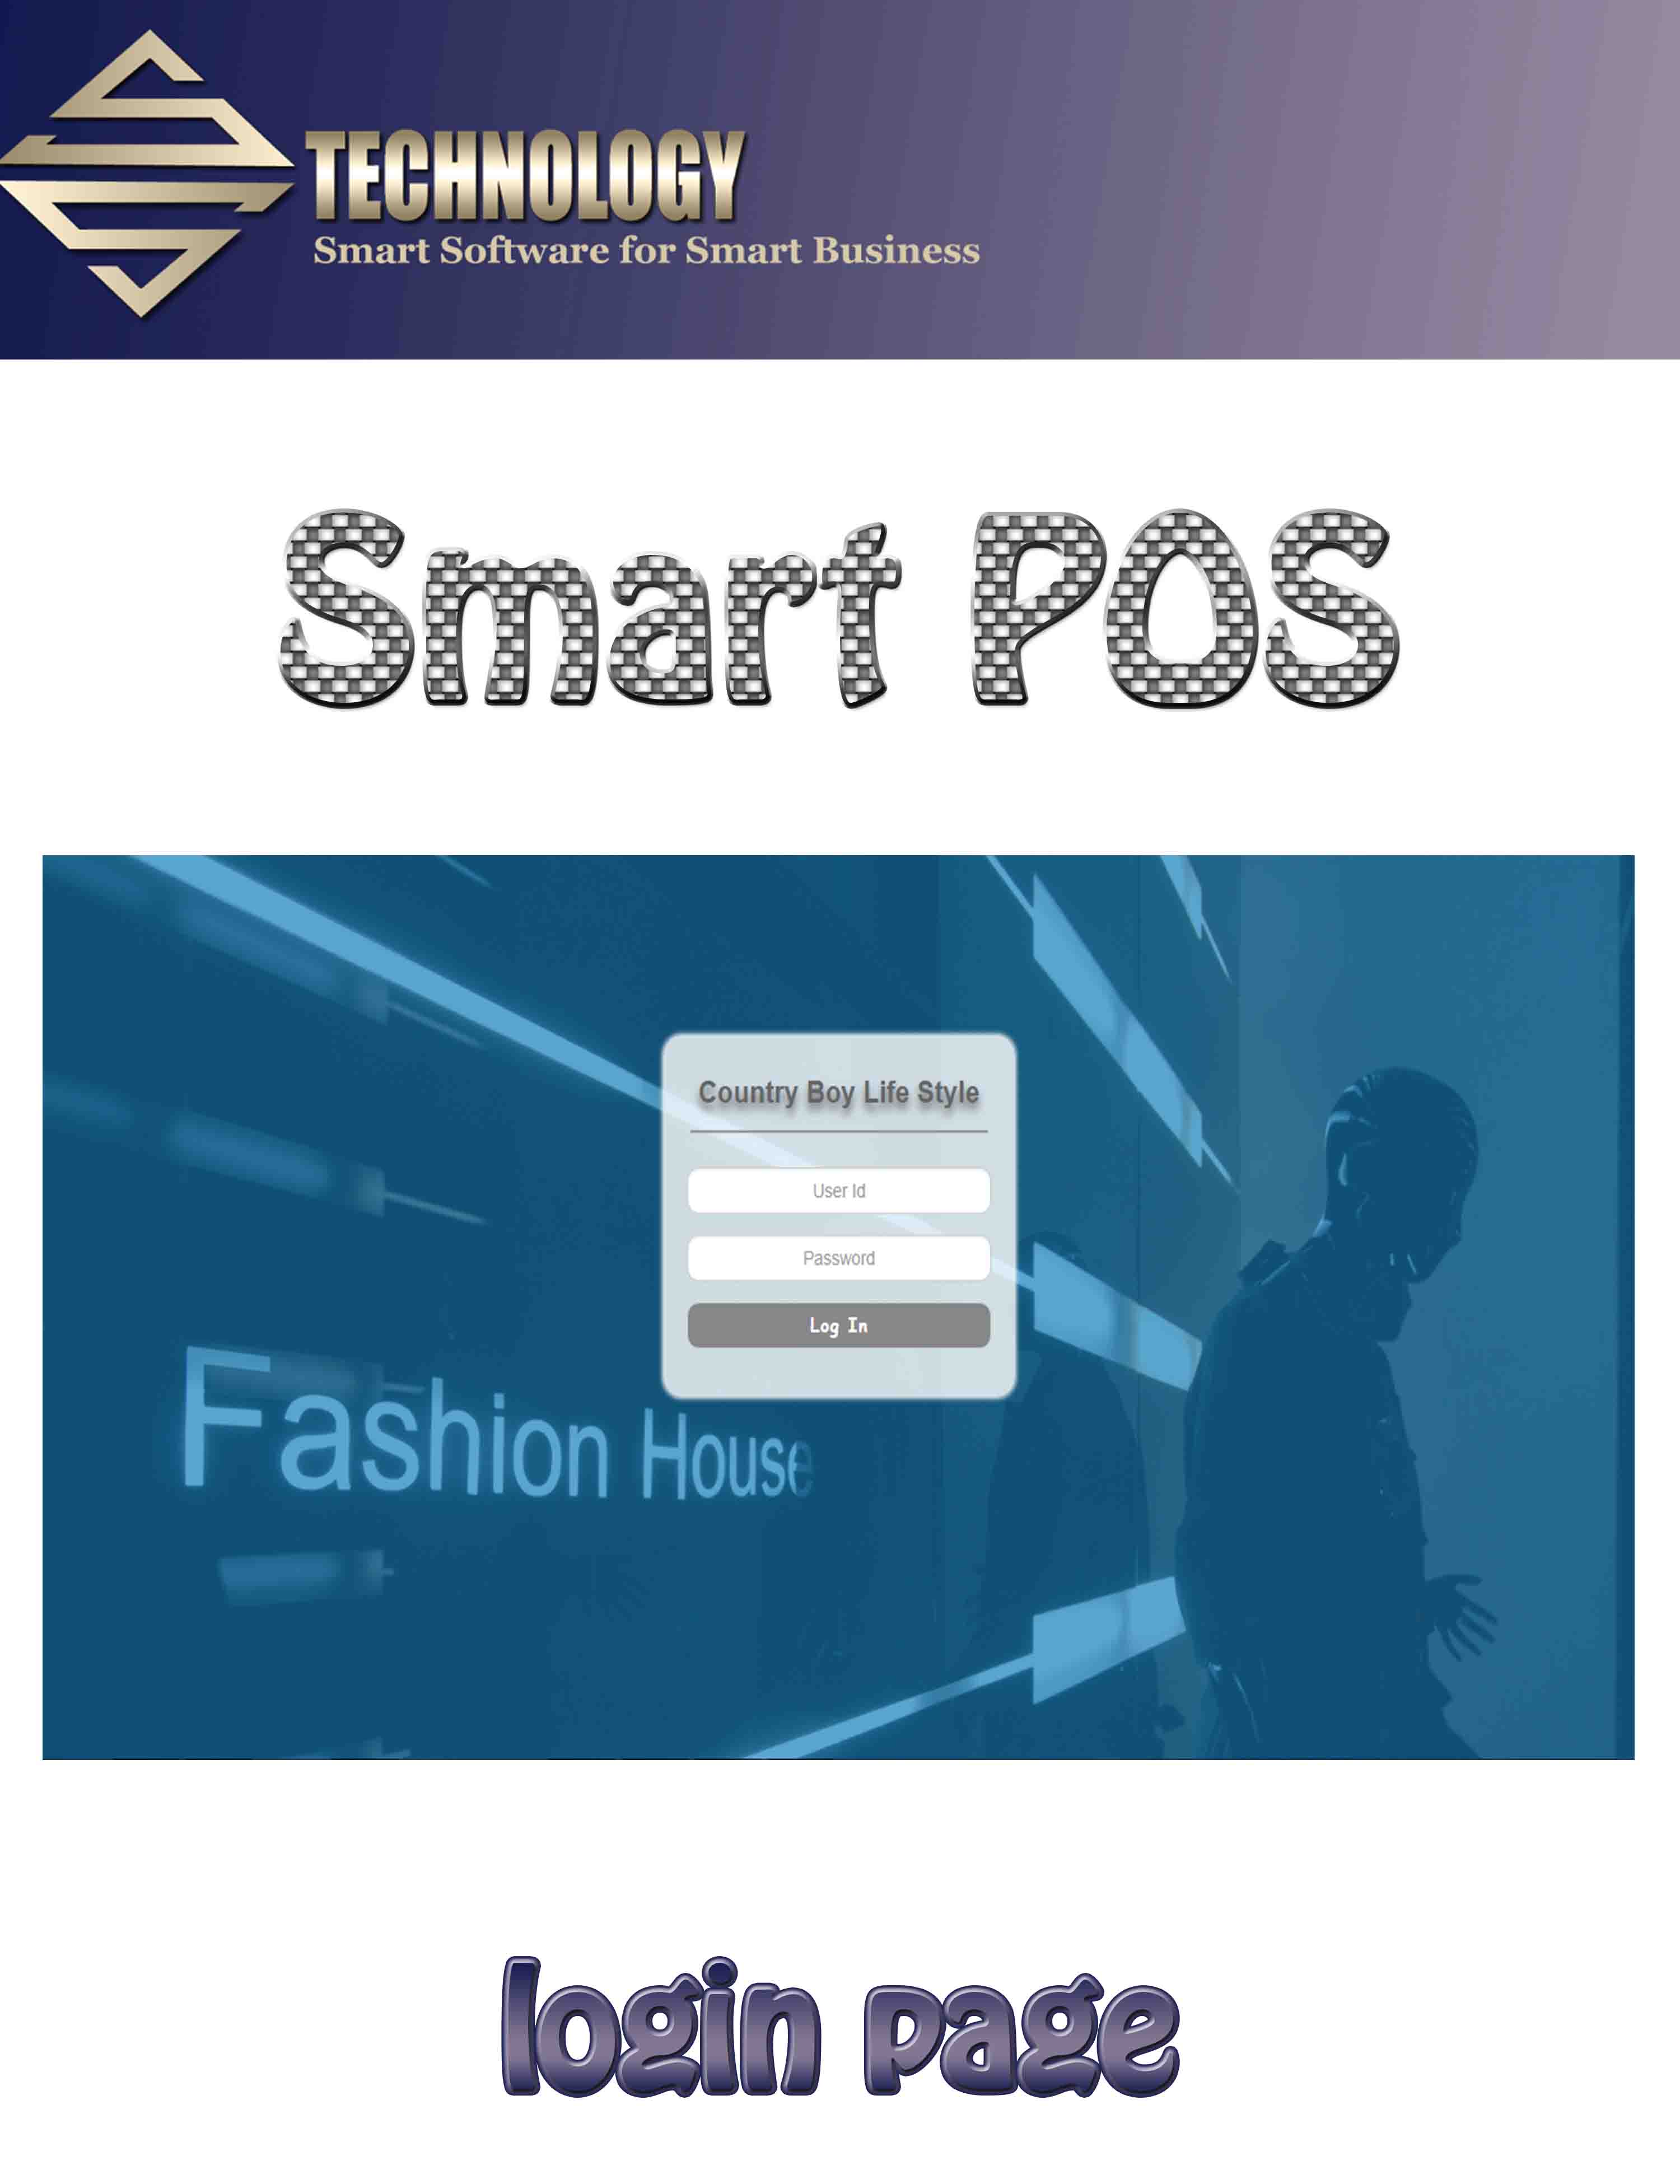 TECHNOLOGY
Smart Software for Smart Business
Smart POS
Country Boy Life Style
User Id
Password
Log In
Fashion House
login page